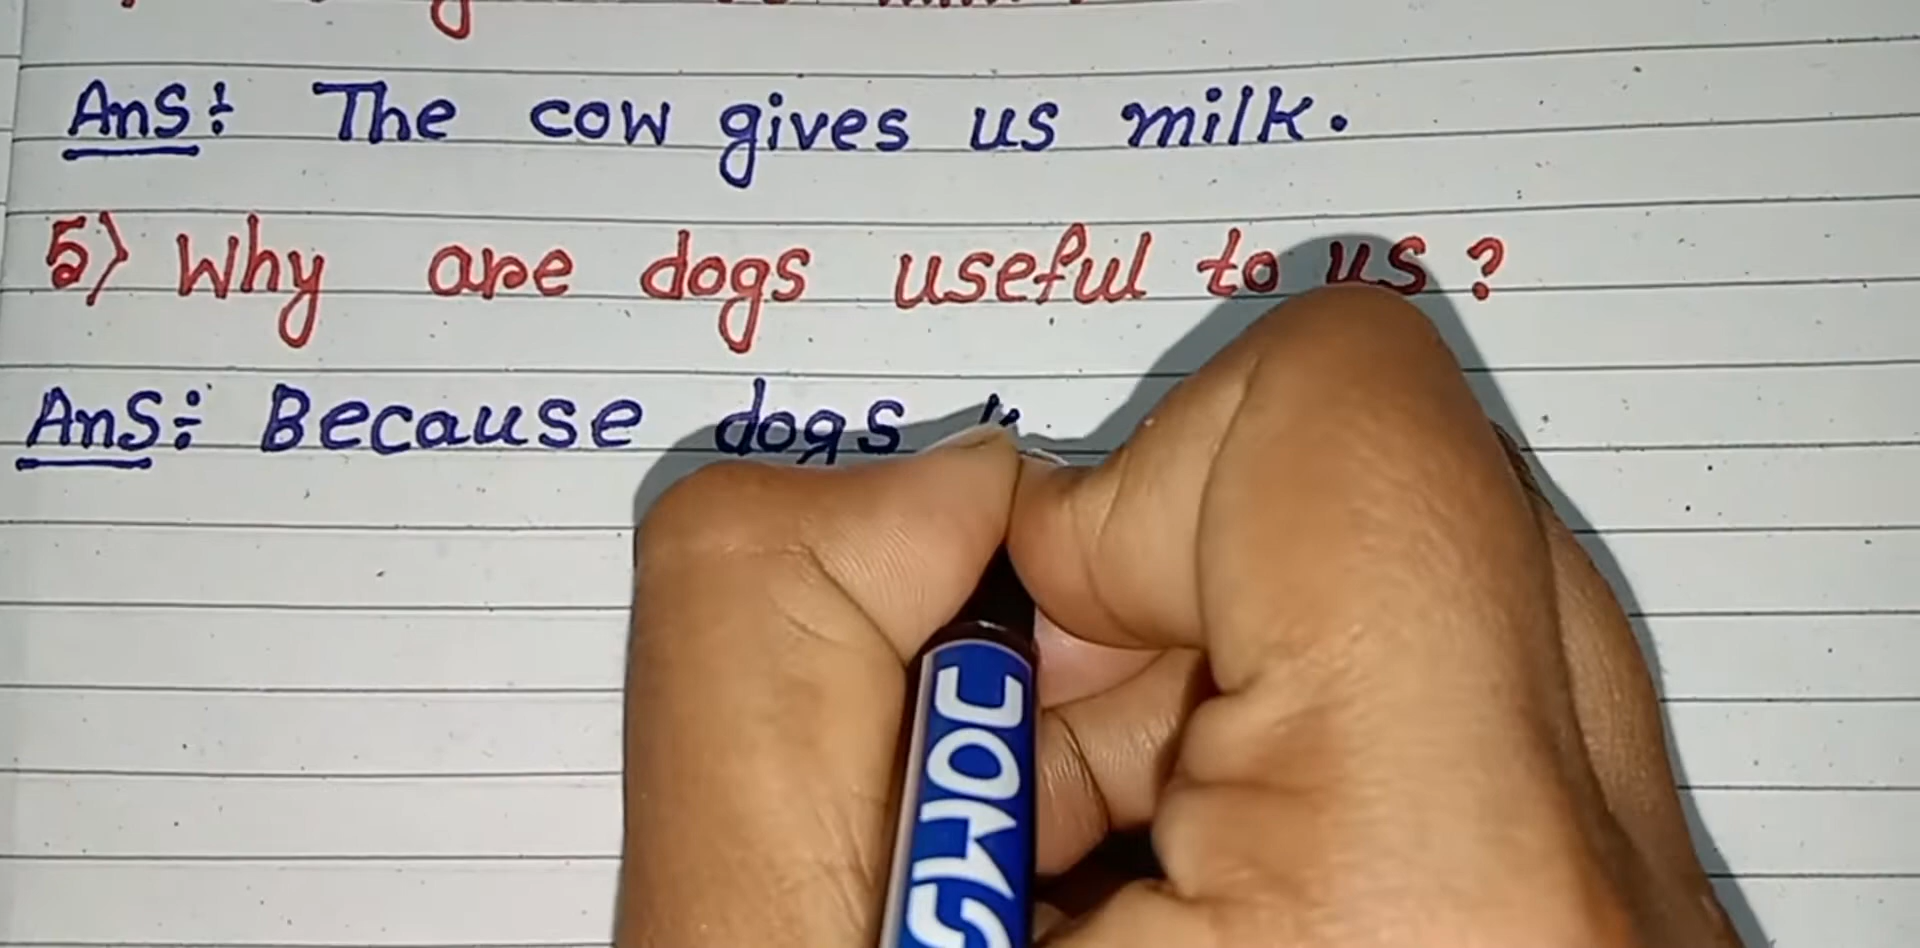 Ans: The cow gives us milk.
5) Why are dogs useful to us?
Ans: Because dogs